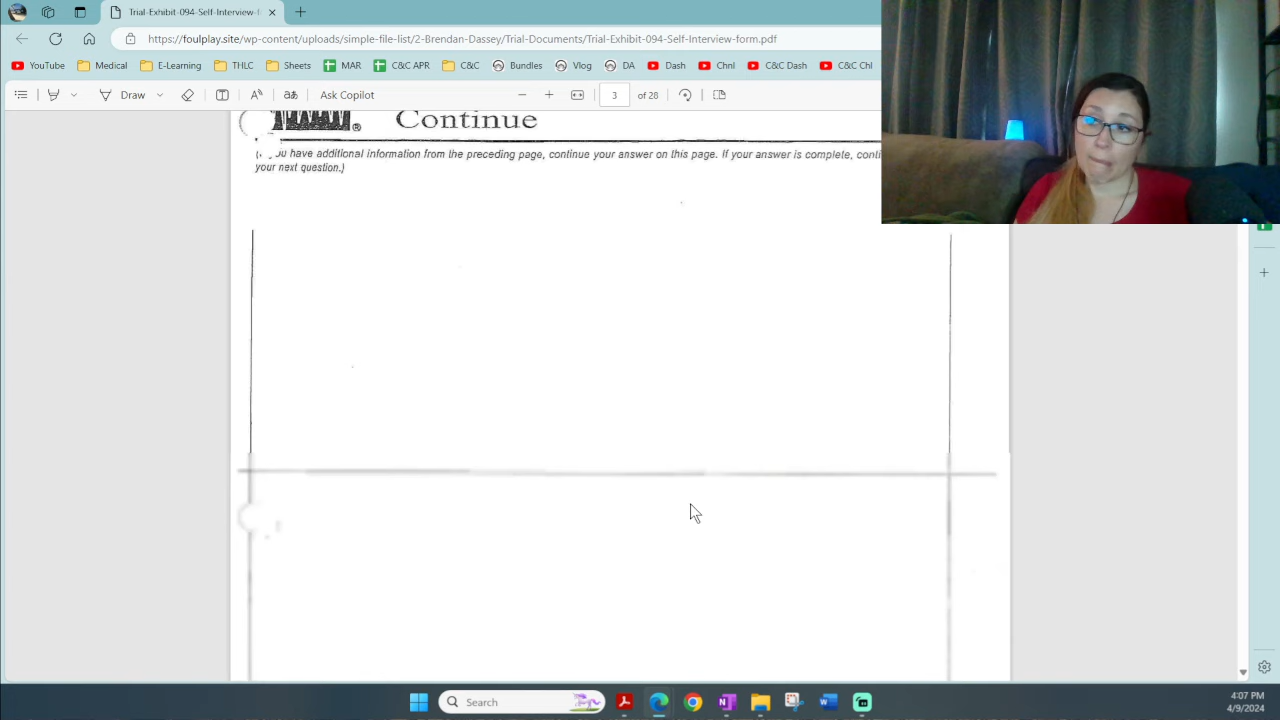 Trial-Exhibit-094-Self-Interview-f
https://foulplay.site/wp-content/uploads/simple-file-list/2-Brendan-Dassey/Trial-Documents/Trial-Exhibit-094-Self-Interview-form.pdf
YouTube Medical E-Learning THLC Sheets MAR C&C APR C&C Bundles Vlog DA Dash Chnl C&C Dash C&C Chl
Draw Ask Copilot 3 of 28
Continue
ou have additional information from the preceding page, continue your answer on this page. If your answer is complete, conti
your next question.)
Search
4:07 PM
4/9/2024